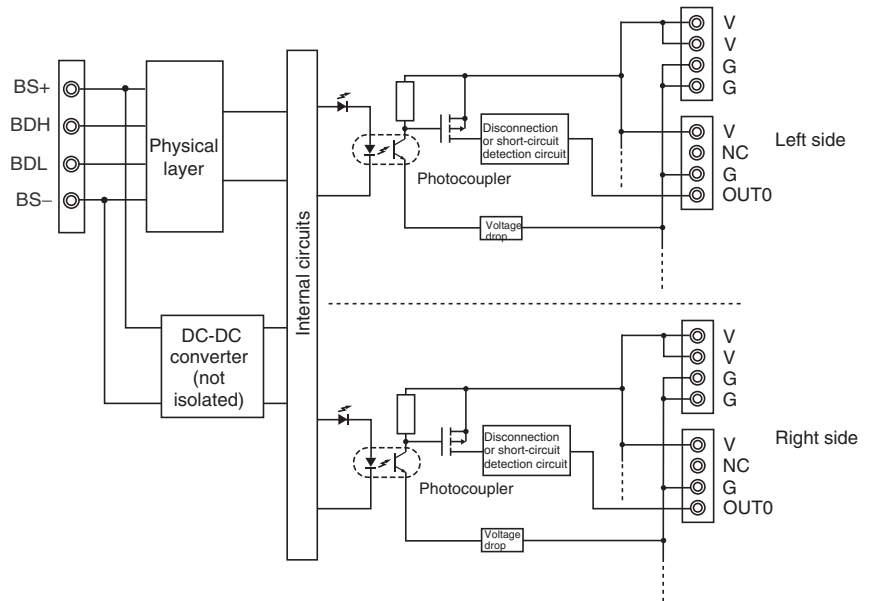 BS+
BDH
BDL
BS−
Physical
layer
DC-DC
converter
(not
isolated)
Internal circuits
Photocoupler
Disconnection
or short-circuit
detection circuit
Voltage
drop
V
V
G
G
V
NC
G
OUT0
Left side
Photocoupler
Disconnection
or short-circuit
detection circuit
Voltage
drop
V
V
G
G
V
NC
G
OUT0
Right side